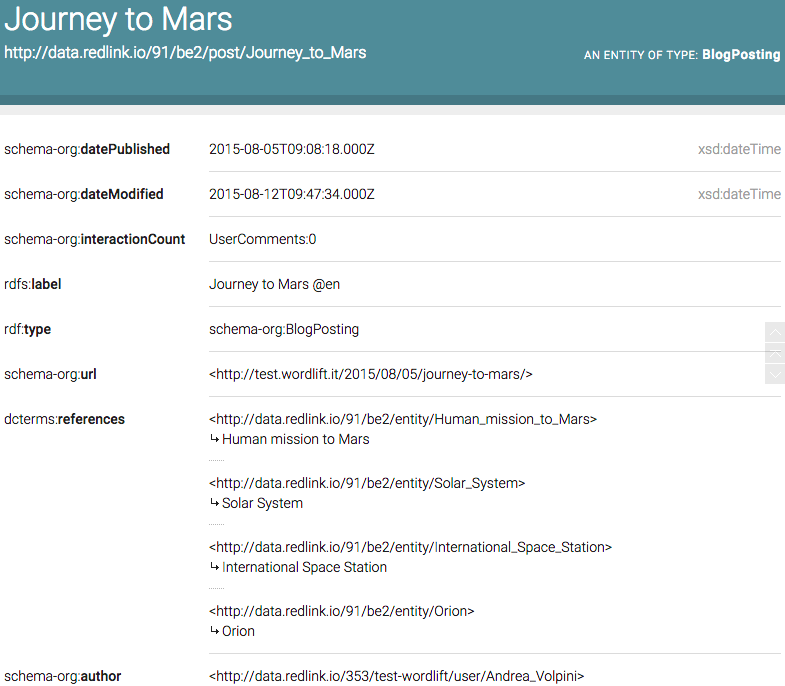 Journey to Mars
http://data.redlink.io/91/be2/post/Journey_to_Mars
AN ENTITY OF TYPE: BlogPosting
schema-org:datePublished 2015-08-05T09:08:18.000Z xsd:dateTime
schema-org:dateModified 2015-08-12T09:47:34.000Z xsd:dateTime
schema-org:interactionCount UserComments:0
rdfs:label Journey to Mars @en
rdf:type schema-org:BlogPosting
schema-org:url <http://test.wordlift.it/2015/08/05/journey-to-mars/>
dcterms:references <http://data.redlink.io/91/be2/entity/Human_mission_to_Mars>
↳ Human mission to Mars
<http://data.redlink.io/91/be2/entity/Solar_System>
↳ Solar System
<http://data.redlink.io/91/be2/entity/International_Space_Station>
↳ International Space Station
<http://data.redlink.io/91/be2/entity/Orion>
↳ Orion
schema-org:author <http://data.redlink.io/353/test-wordlift/user/Andrea_Volpini>